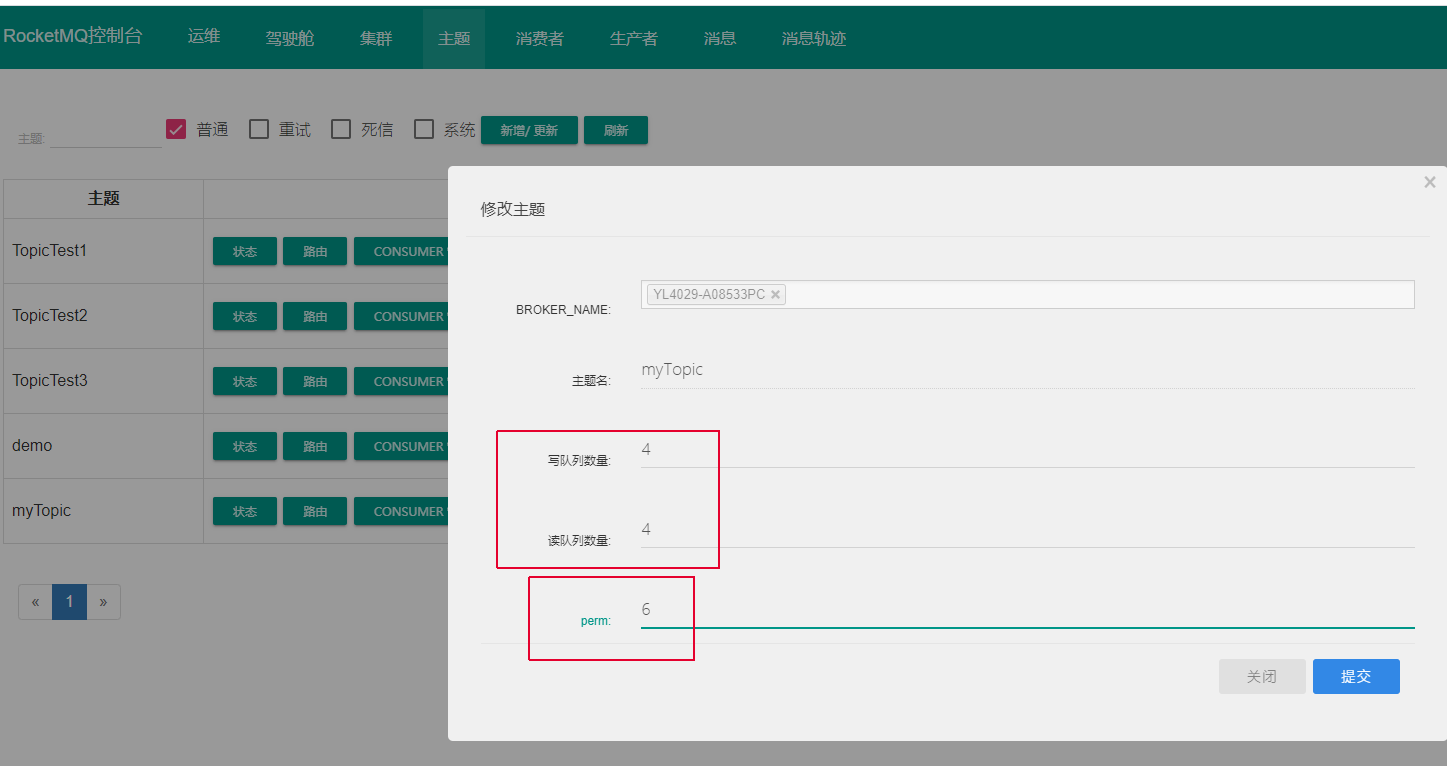 RocketMQ控制台 运维 驾驶舱 集群 主题 消费者 生产者 消息 消息轨迹
主题: 普通 重试 死信 系统 新增/ 更新 刷新
主题
TopicTest1 状态 路由 CONSUMER
TopicTest2 状态 路由 CONSUMER
TopicTest3 状态 路由 CONSUMER
demo 状态 路由 CONSUMER
myTopic 状态 路由 CONSUMER
« 1 »
×
修改主题
BROKER_NAME: YL4029-A08533PC ×
主题名: myTopic
写队列数量: 4
读队列数量: 4
perm: 6
关闭 提交